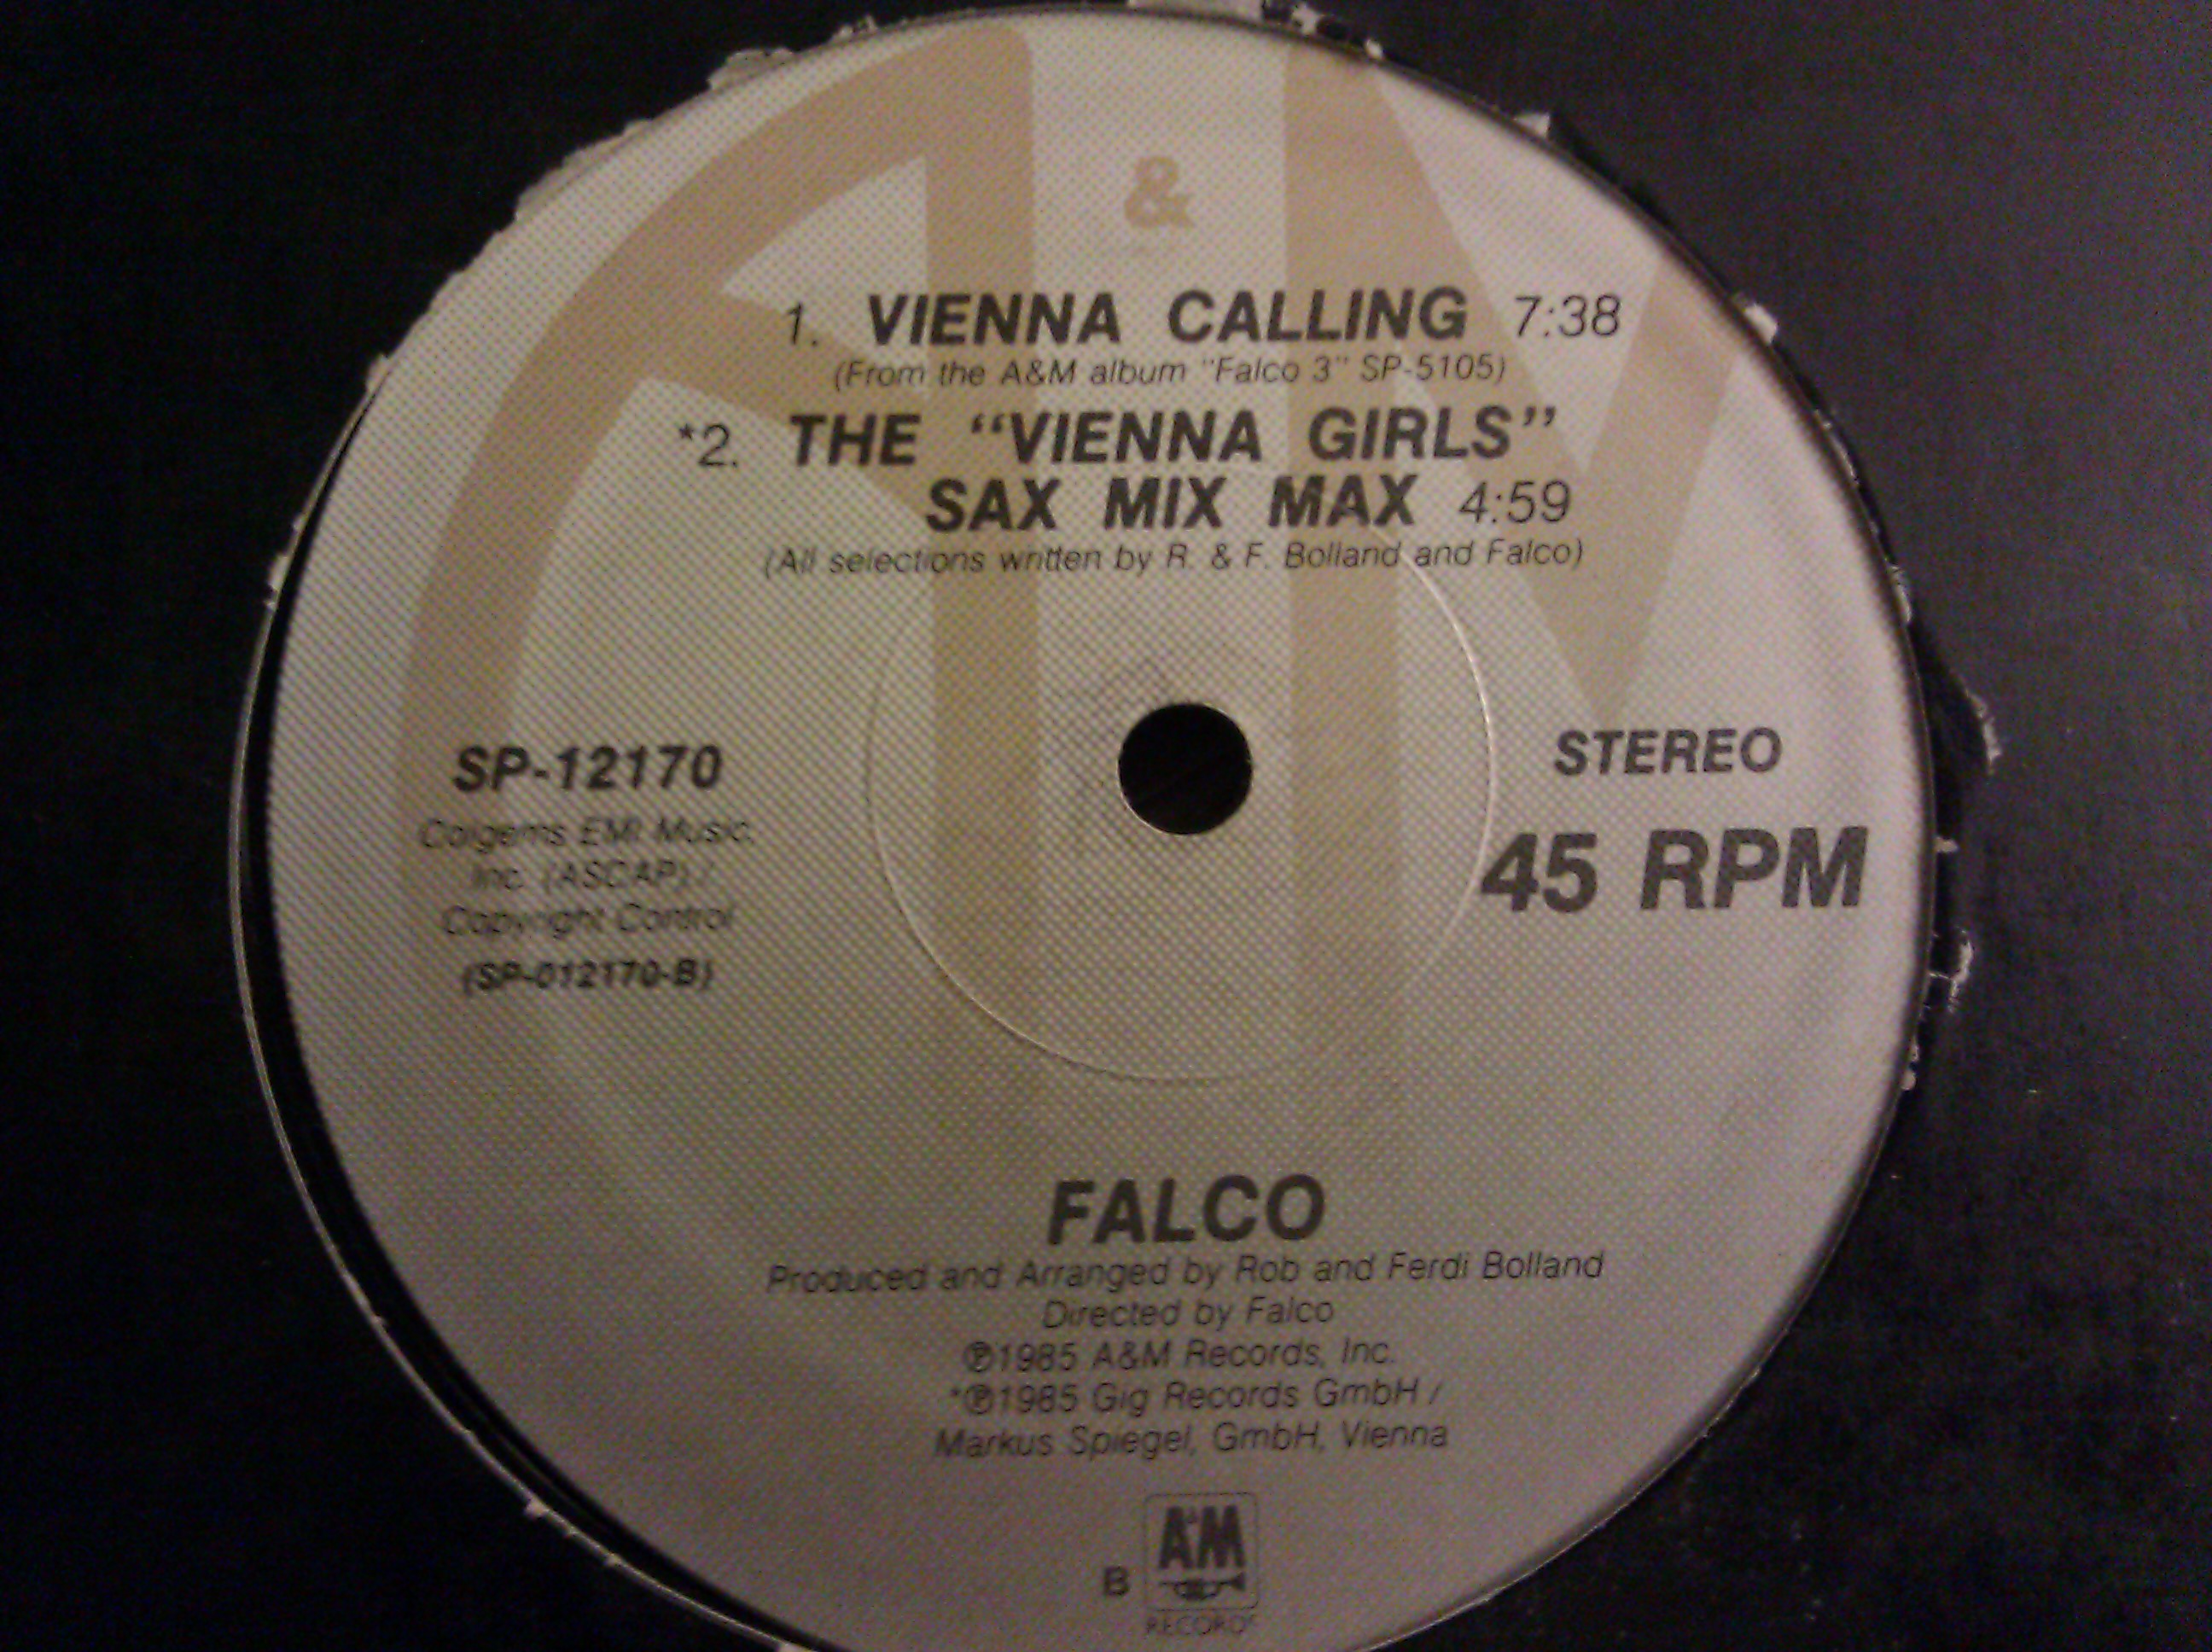 &
1. VIENNA CALLING 7:38
(From the A&M album "Falco 3" SP-5105)
*2. THE "VIENNA GIRLS"
SAX MIX MAX 4:59
(All selections written by R. & F. Bolland and Falco)
SP-12170
Colgems EMI Music,
Inc. (ASCAP) /
Copyright Control
(SP-012170-B)
STEREO
45 RPM
FALCO
Produced and Arranged by Rob and Ferdi Bolland
Directed by Falco
℗1985 A&M Records, Inc.
*℗1985 Gig Records GmbH /
Markus Spiegel, GmbH, Vienna
B
A&M
RECORDS